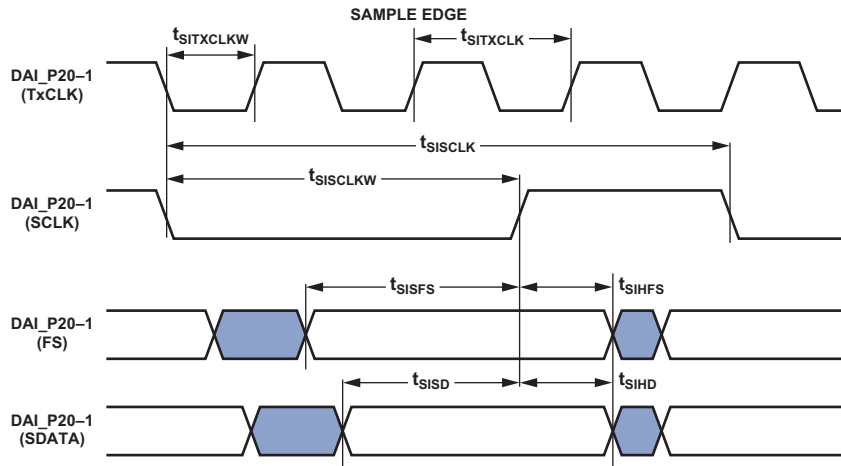 SAMPLE EDGE
tSITXCLKW
tSITXCLK
DAI_P20–1
(TxCLK)
tSISCLK
tSISCLKW
DAI_P20–1
(SCLK)
tSISFS
tSIHFS
DAI_P20–1
(FS)
tSISD
tSIHD
DAI_P20–1
(SDATA)